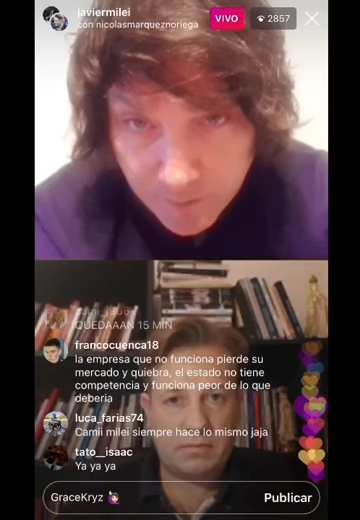 javiermilei
con nicolasmarqueznoriega
VIVO
2857
QUEDAAAN 15 MIN
francocuenca18
la empresa que no funciona pierde su
mercado y quiebra, el estado no tiene
competencia y funciona peor de lo que
deberia
luca_farias74
Camii milei siempre hace lo mismo jaja
tato__isaac
Ya ya ya
GraceKryz
Publicar